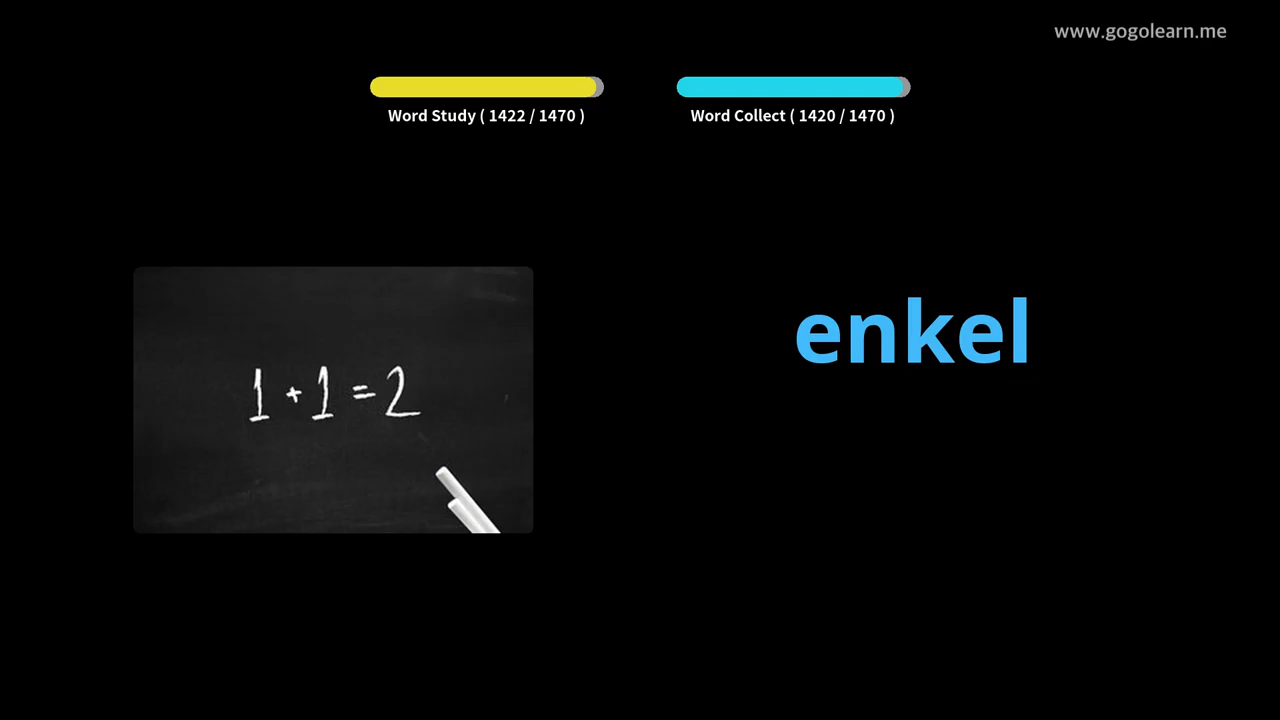 www.gogolearn.me
Word Study ( 1422 / 1470 )
Word Collect ( 1420 / 1470 )
enkel
1 + 1 = 2